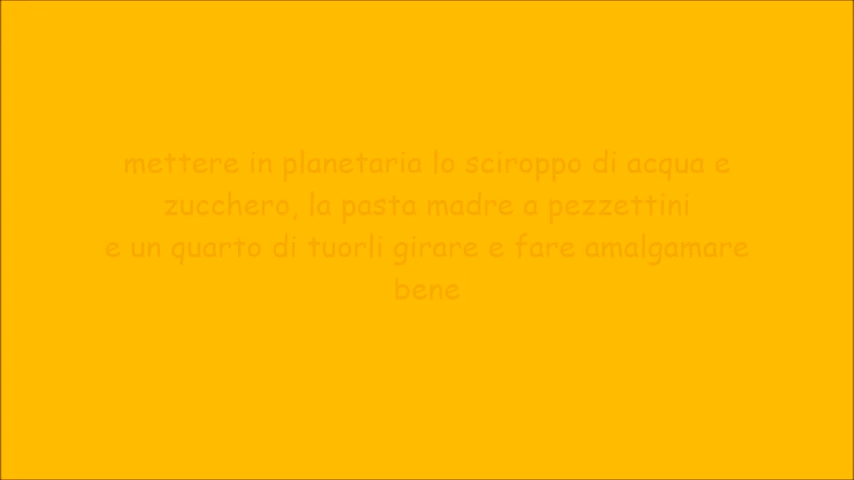 mettere in planetaria lo sciroppo di acqua e
zucchero, la pasta madre a pezzettini
e un quarto di tuorli girare e fare amalgamare
bene